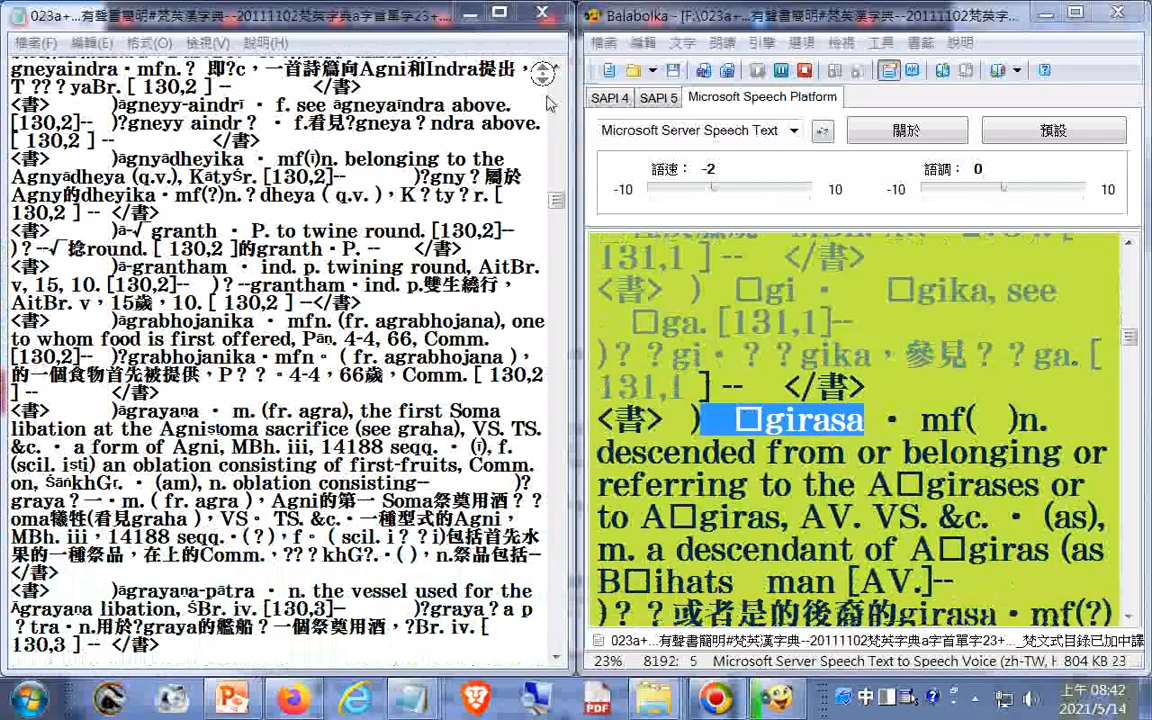 023a+...有聲書簡明#梵英漢字典--20111102梵英字典a字首單字23+...
檔案(F) 編輯(E) 格式(O) 檢視(V) 說明(H)
gneyaindra‧mfn.? 即?c，一首詩篇向Agni和Indra提出，
T ???yaBr. [ 130,2 ] -- </書>
<書> )āgneyy-aindrī ‧ f. see āgneyaīndra above.
[130,2]-- )?gneyy aindr? ‧ f.看見?gneya?ndra above.
[ 130,2 ] -- </書>
<書> )āgnyādheyika ‧ mf(ī)n. belonging to the
Agnyādheya (q.v.), KātyŚr. [130,2]-- )?gny?屬於
Agny的dheyika‧mf(?)n.?dheya ( q.v.)，K?ty?r. [
130,2 ] -- </書>
<書> )ā-√ granth ‧ P. to twine round. [130,2]--
)? --√捻round. [ 130,2 ]的granth‧P. -- </書>
<書> )ā-grantham ‧ ind. p. twining round, AitBr.
v, 15, 10. [130,2]-- )? --grantham‧ind. p.雙生繞行，
AitBr. v，15歲，10. [ 130,2 ] --</書>
<書> )āgrabhojanika ‧ mfn. (fr. agrabhojana), one
to whom food is first offered, Pāṇ. 4-4, 66, Comm.
[130,2]-- )?grabhojanika‧mfn。( fr. agrabhojana )，
的一個食物首先被提供，P??。4-4，66歲，Comm. [ 130,2
] -- </書>
<書> )āgrayaṇa ‧ m. (fr. agra), the first Soma
libation at the Agniṣṭoma sacrifice (see graha), VS. TS.
&c. ‧ a form of Agni, MBh. iii, 14188 seqq. ‧ (ī), f.
(scil. iṣṭi) an oblation consisting of first-fruits, Comm.
on, ŚāṅkhGṛ. ‧ (am), n. oblation consisting-- )?
graya?一‧m. ( fr. agra )，Agni的第一 Soma祭奠用酒??
oma犧牲(看見graha )，VS。TS. &c.‧一種型式的Agni，
MBh. iii，14188 seqq.‧(?)，f。( scil. i??i)包括首先水
果的一種祭品，在上的Comm.，???khG?.‧( )，n.祭品包括--
</書>
<書> )āgrayaṇa-pātra ‧ n. the vessel used for the
Āgrayaṇa libation, ŚBr. iv. [130,3]-- )?graya?a p
?tra‧n.用於?graya的艦船?一個祭奠用酒，?Br. iv. [
130,3 ] -- </書>
Balabolka - [F:\023a+...有聲書簡明#梵英漢字典--20111102梵英字...
檔案 編輯 文字 朗讀 引擎 選項 檢視 工具 書籤 說明
SAPI 4 SAPI 5 Microsoft Speech Platform
Microsoft Server Speech Text 關於 預設
語速： -2 語調： 0
-10 10 -10 10
131,1 ] -- </書>
<書> ) □gi ‧ □gika, see
□ga. [131,1]--
)??gi‧??gika，參見??ga. [
131,1 ] -- </書>
<書> ) □girasa ‧ mf( )n.
descended from or belonging or
referring to the A□girases or
to A□giras, AV. VS. &c. ‧ (as),
m. a descendant of A□giras (as
B□ihats man [AV.]--
)??或者是的後裔的girasa‧mf(?)
023a+...有聲書簡明#梵英漢字典--20111102梵英字典a字首單字23+..._梵文式目錄已加中譯
23% 8192: 5 Microsoft Server Speech Text to Speech Voice (zh-TW, H 804 KB 23
中
上午 08:42
2021/5/14